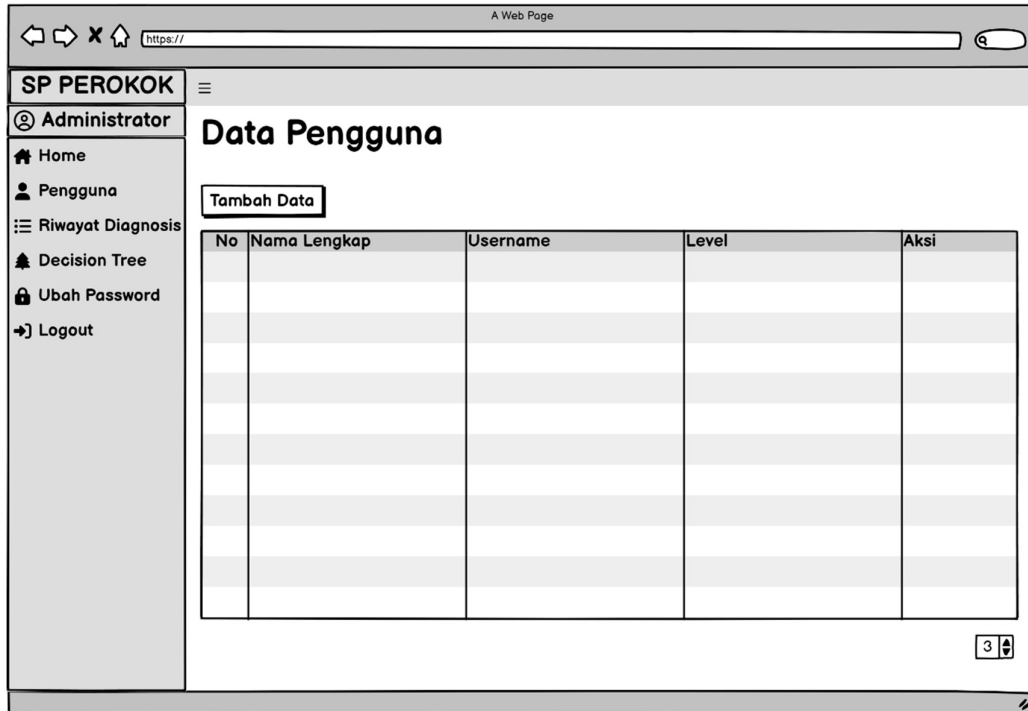 A Web Page
https://
SP PEROKOK
Administrator
Home
Pengguna
Riwayat Diagnosis
Decision Tree
Ubah Password
Logout
Data Pengguna
Tambah Data
No Nama Lengkap Username Level Aksi
3